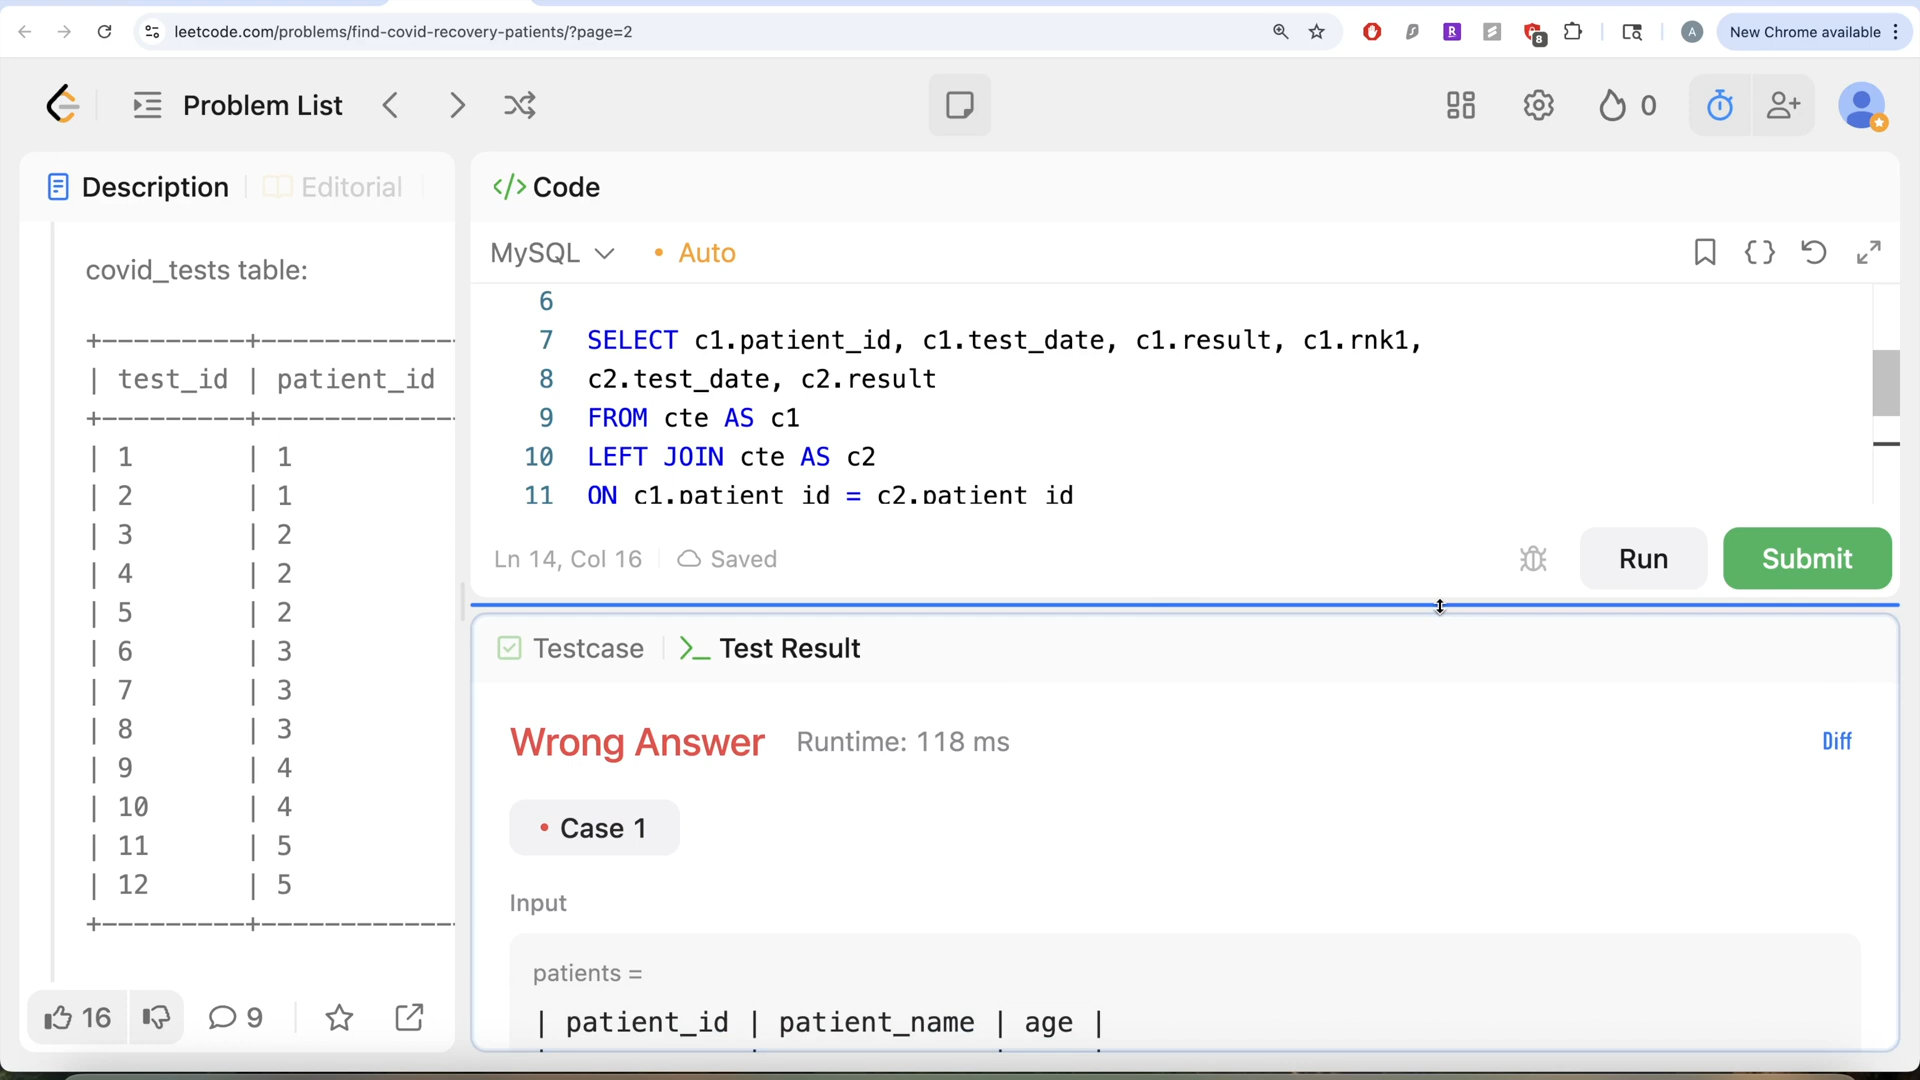 leetcode.com/problems/find-covid-recovery-patients/?page=2
R
8
A
New Chrome available
Problem List
0
Description
Editorial
covid_tests table:
+---------+------------
| test_id | patient_id
+---------+------------
| 1       | 1
| 2       | 1
| 3       | 2
| 4       | 2
| 5       | 2
| 6       | 3
| 7       | 3
| 8       | 3
| 9       | 4
| 10      | 4
| 11      | 5
| 12      | 5
+---------+------------
16
9
</> Code
MySQL
• Auto
6
7 SELECT c1.patient_id, c1.test_date, c1.result, c1.rnk1,
8 c2.test_date, c2.result
9 FROM cte AS c1
10 LEFT JOIN cte AS c2
11 ON c1.patient_id = c2.patient_id
Ln 14, Col 16
Saved
Run
Submit
Testcase
>_ Test Result
Wrong Answer
Runtime: 118 ms
Diff
• Case 1
Input
patients =
| patient_id | patient_name | age |